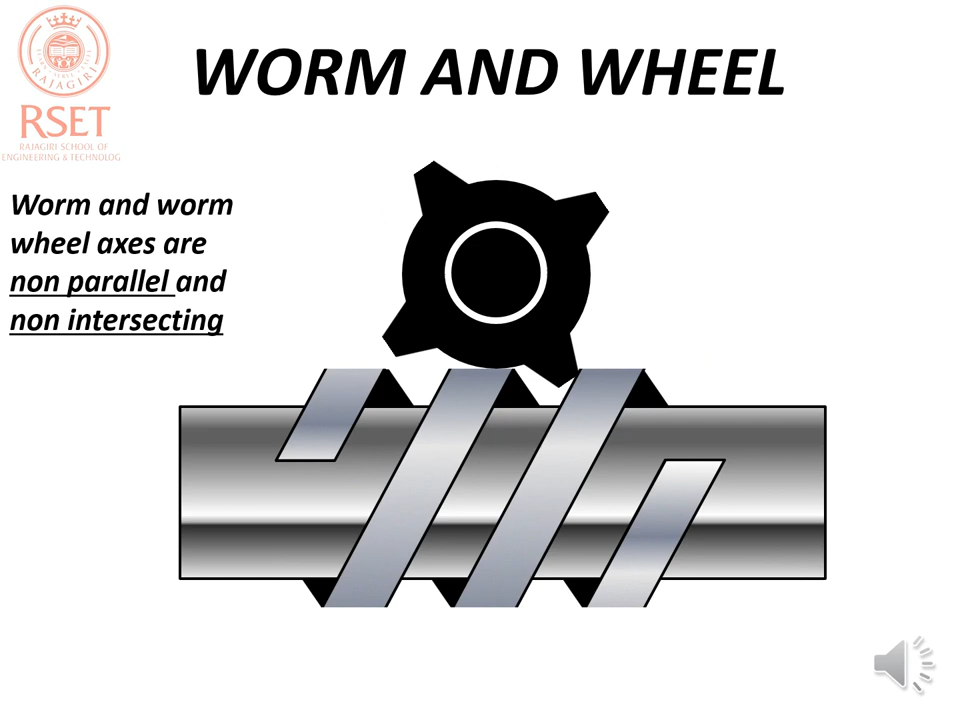 WORM AND WHEEL
RAJAGIRI
RSET
RAJAGIRI SCHOOL OF
ENGINEERING & TECHNOLOG
Worm and worm
wheel axes are
non parallel and
non intersecting